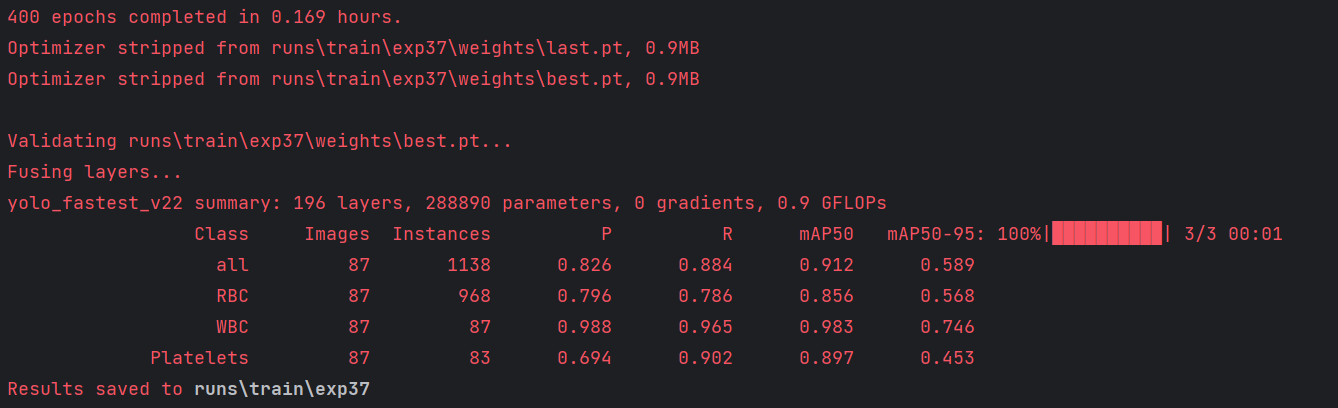 400 epochs completed in 0.169 hours.
Optimizer stripped from runs\train\exp37\weights\last.pt, 0.9MB
Optimizer stripped from runs\train\exp37\weights\best.pt, 0.9MB
Validating runs\train\exp37\weights\best.pt...
Fusing layers...
yolo_fastest_v22 summary: 196 layers, 288890 parameters, 0 gradients, 0.9 GFLOPs
Class Images Instances P R mAP50 mAP50-95: 100%|██████████| 3/3 00:01
all 87 1138 0.826 0.884 0.912 0.589
RBC 87 968 0.796 0.786 0.856 0.568
WBC 87 87 0.988 0.965 0.983 0.746
Platelets 87 83 0.694 0.902 0.897 0.453
Results saved to runs\train\exp37